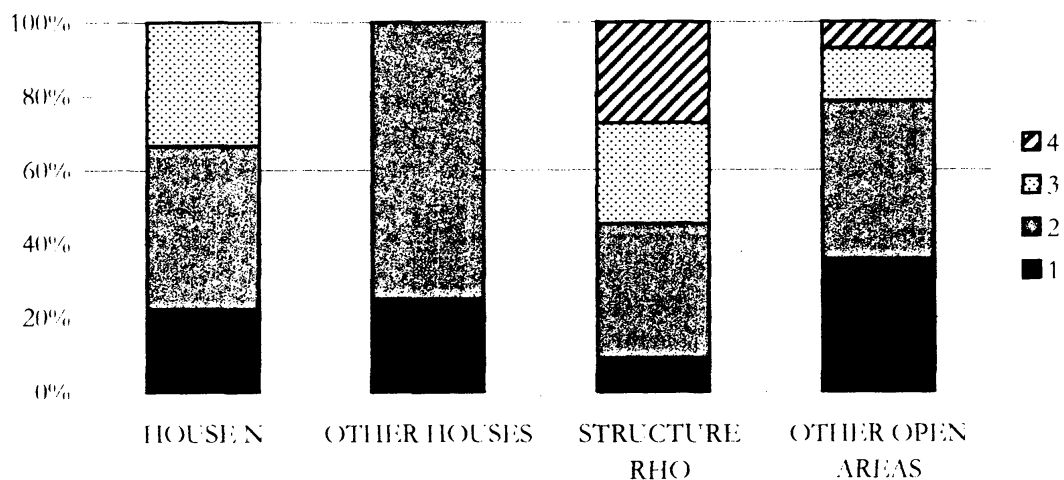 100%
80%
60%
40%
20%
0%
HOUSE N
OTHER HOUSES
STRUCTURE
RHO
OTHER OPEN
AREAS
4
3
2
1